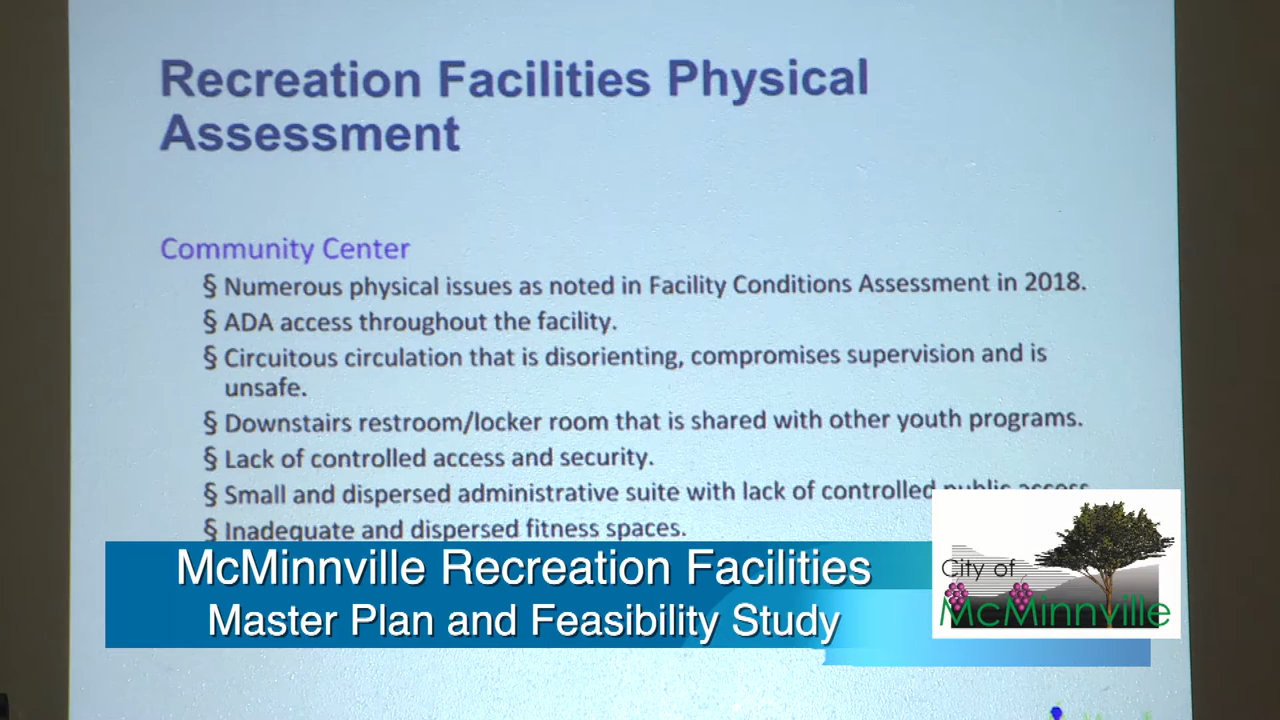 Recreation Facilities Physical
Assessment
Community Center
§ Numerous physical issues as noted in Facility Conditions Assessment in 2018.
§ ADA access throughout the facility.
§ Circuitous circulation that is disorienting, compromises supervision and is
unsafe.
§ Downstairs restroom/locker room that is shared with other youth programs.
§ Lack of controlled access and security.
§ Small and dispersed administrative suite with lack of controlled public access
§ Inadequate and dispersed fitness spaces.
McMinnville Recreation Facilities
Master Plan and Feasibility Study
City of
McMinnville